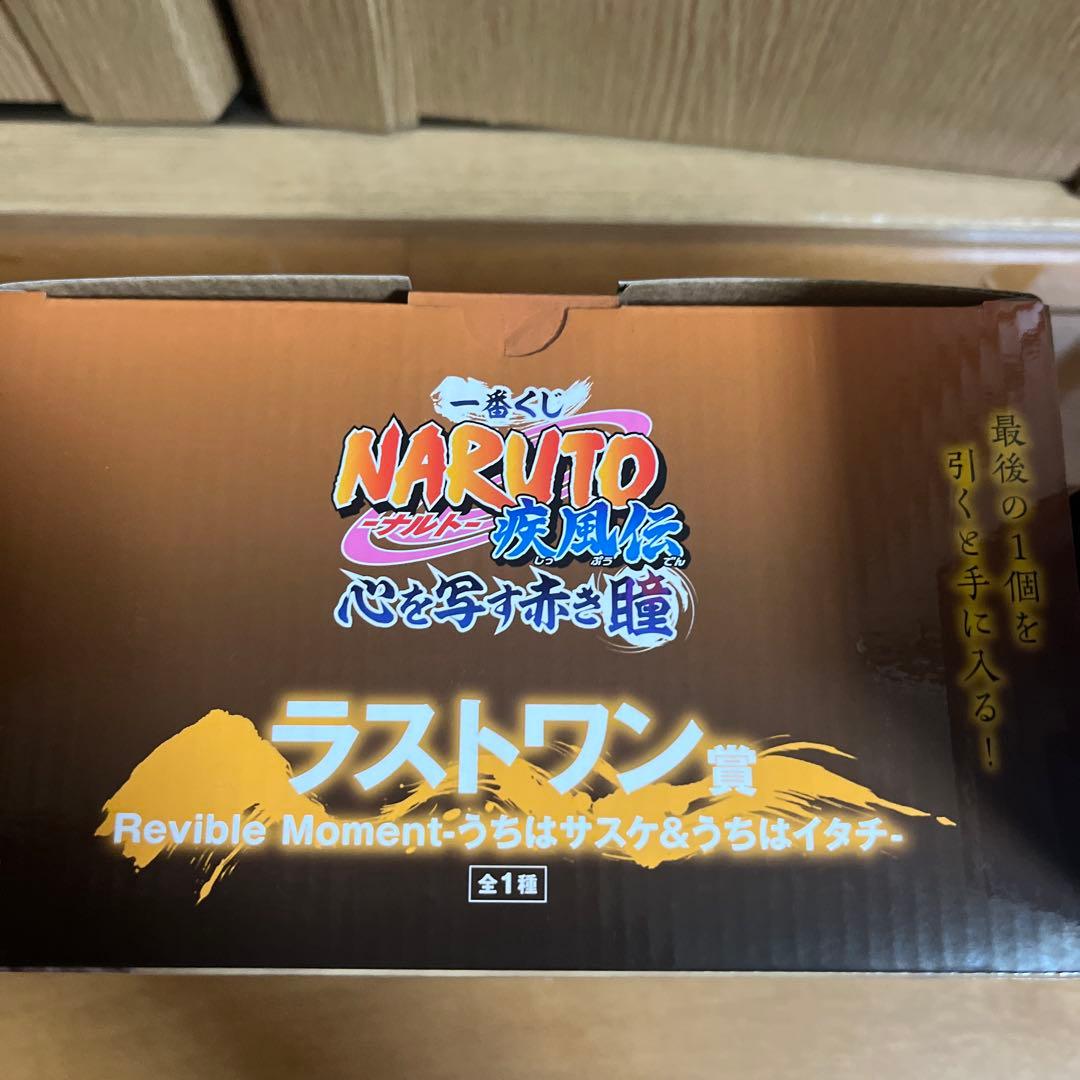 一番くじ
NARUTO
-ナルト-
疾風伝
しっ ぷう でん
心を写す赤き瞳
最後の1個を
引くと手に入る！
ラストワン賞
Revible Moment-うちはサスケ&うちはイタチ-
全1種